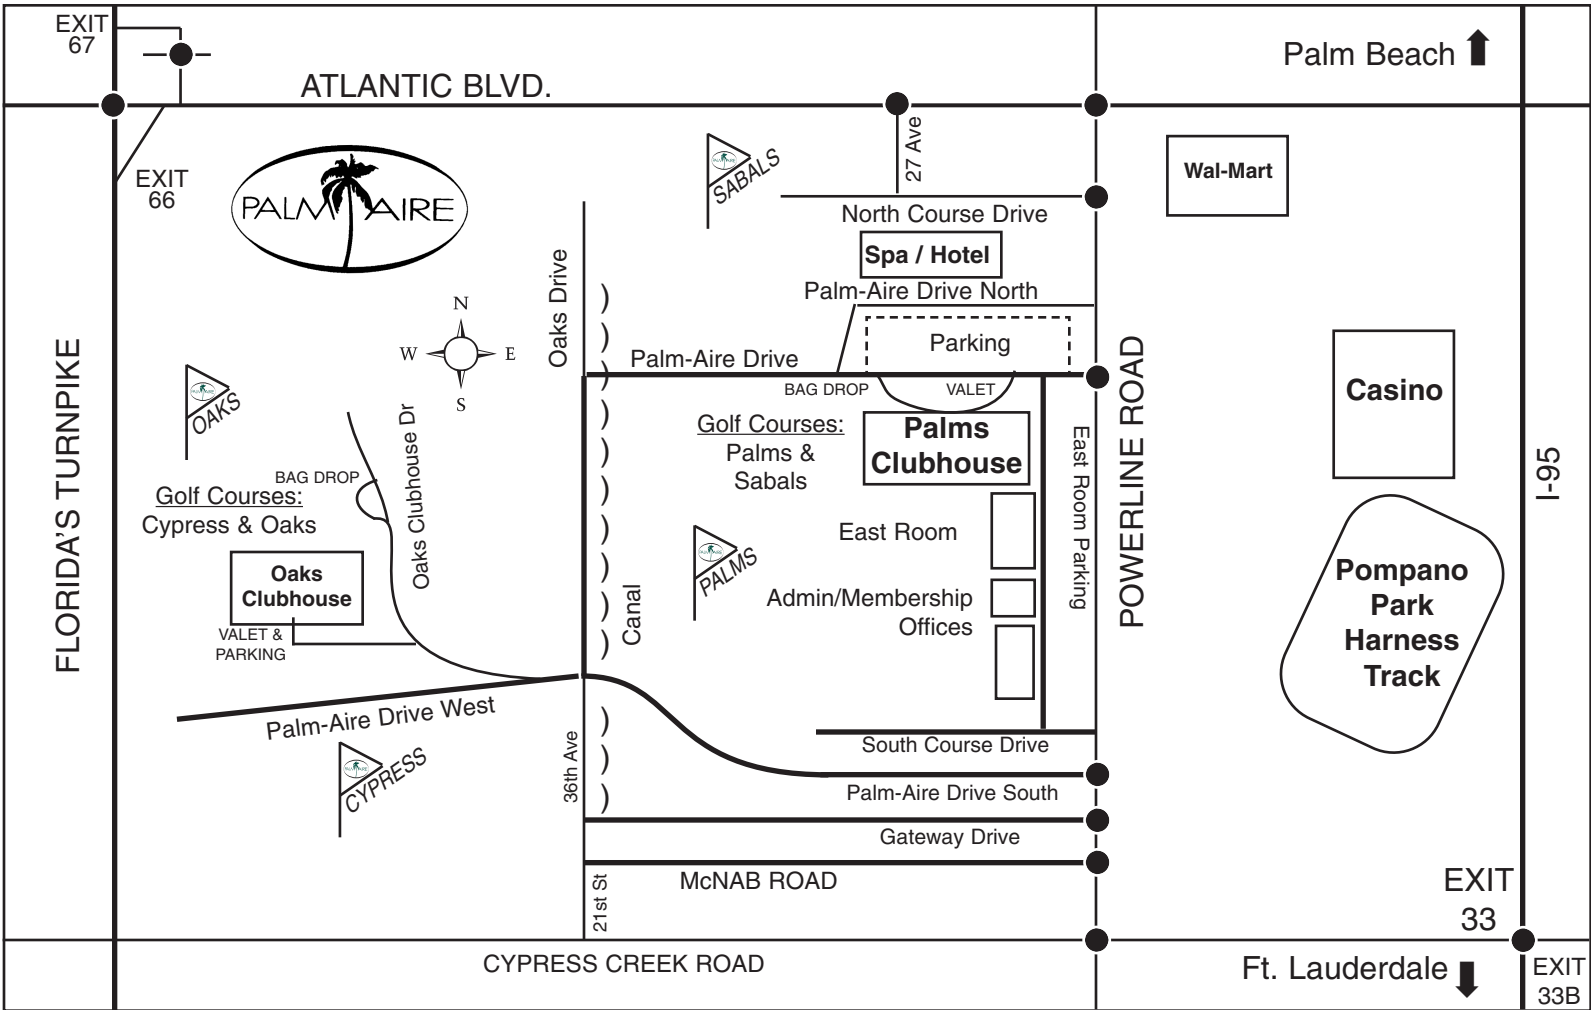 EXIT
67
Palm Beach
ATLANTIC BLVD.
27 Ave
SABALS
Wal-Mart
EXIT
66
PALM AIRE
North Course Drive
Spa / Hotel
Oaks Drive
Palm-Aire Drive North
N
W
E
S
Parking
Palm-Aire Drive
BAG DROP
VALET
FLORIDA'S TURNPIKE
POWERLINE ROAD
Casino
OAKS
Oaks Clubhouse Dr
Golf Courses:
Palms &
Sabals
Palms
Clubhouse
East Room Parking
I-95
BAG DROP
Golf Courses:
Cypress & Oaks
East Room
PALMS
Oaks
Clubhouse
Canal
Admin/Membership
Offices
Pompano
Park
Harness
Track
VALET &
PARKING
Palm-Aire Drive West
South Course Drive
36th Ave
CYPRESS
Palm-Aire Drive South
Gateway Drive
McNAB ROAD
21st St
EXIT
33
CYPRESS CREEK ROAD
Ft. Lauderdale
EXIT
33B